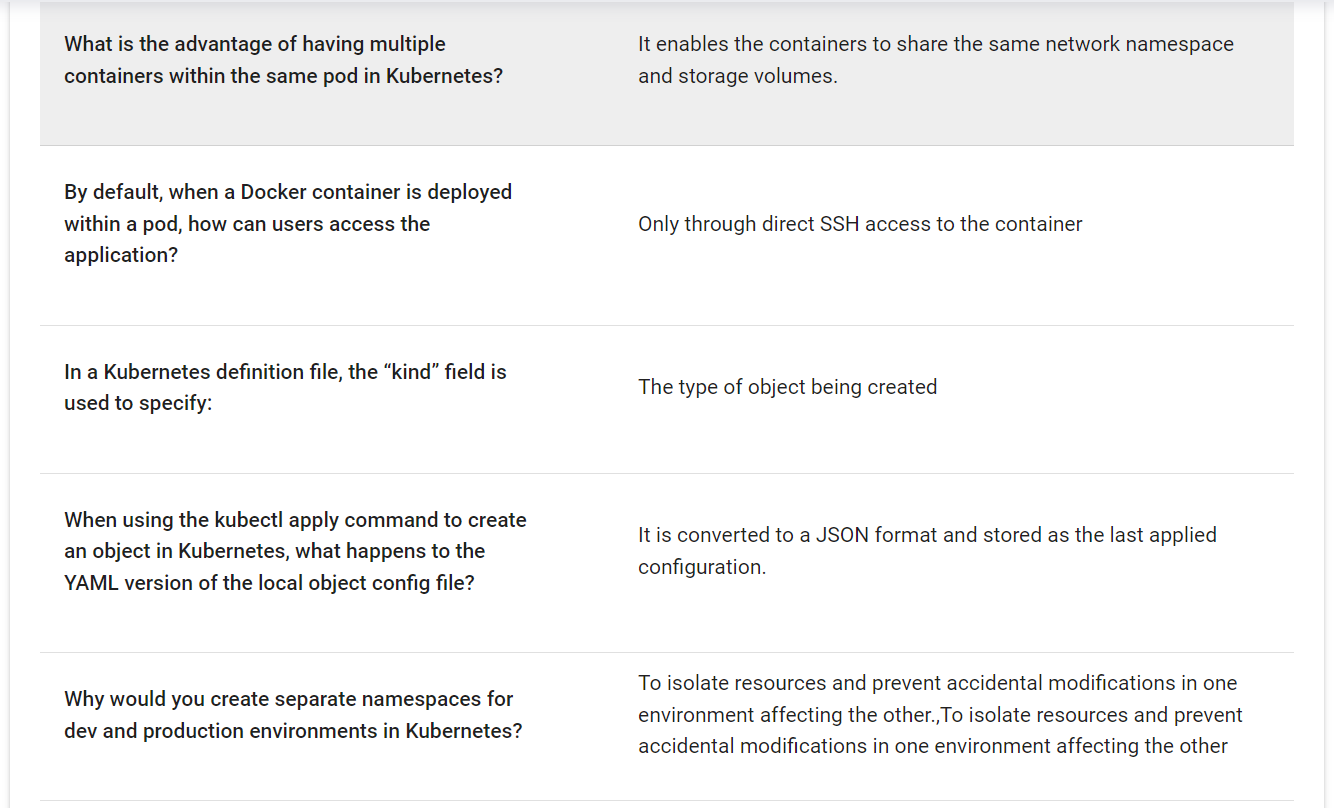 What is the advantage of having multiple
containers within the same pod in Kubernetes?
It enables the containers to share the same network namespace
and storage volumes.
By default, when a Docker container is deployed
within a pod, how can users access the
application?
Only through direct SSH access to the container
In a Kubernetes definition file, the “kind” field is
used to specify:
The type of object being created
When using the kubectl apply command to create
an object in Kubernetes, what happens to the
YAML version of the local object config file?
It is converted to a JSON format and stored as the last applied
configuration.
Why would you create separate namespaces for
dev and production environments in Kubernetes?
To isolate resources and prevent accidental modifications in one
environment affecting the other.,To isolate resources and prevent
accidental modifications in one environment affecting the other